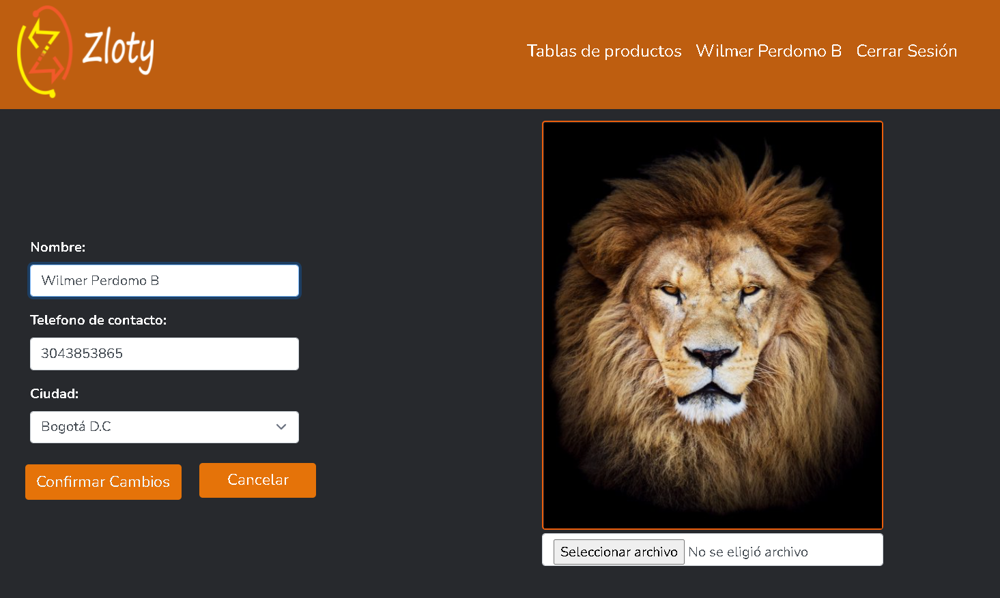 Zloty
Tablas de productos Wilmer Perdomo B Cerrar Sesión
Nombre:
Wilmer Perdomo B
Telefono de contacto:
3043853865
Ciudad:
Bogotá D.C
Confirmar Cambios Cancelar
Seleccionar archivo No se eligió archivo